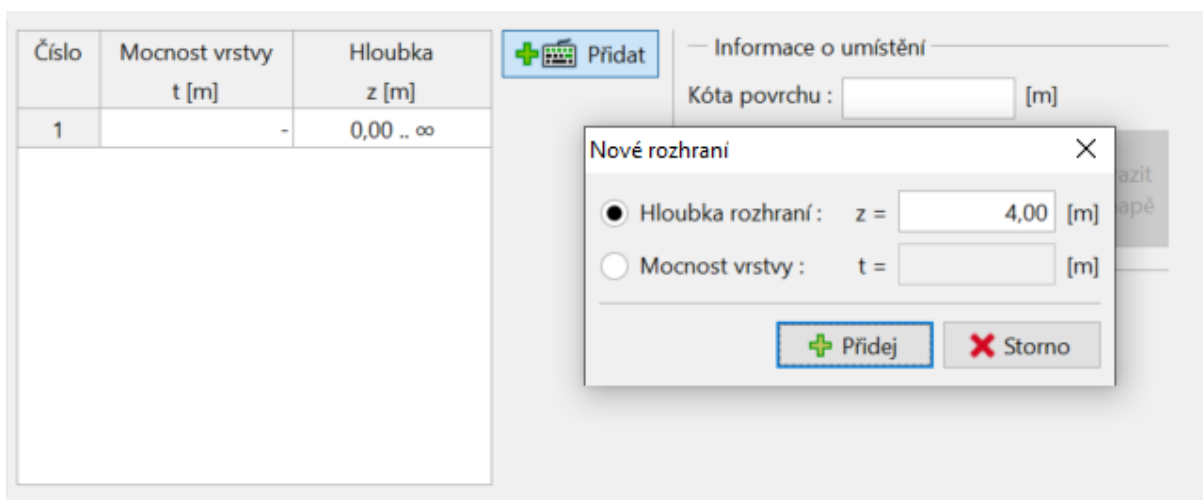 Číslo Mocnost vrstvy Hloubka
t [m] z [m]
1 - 0,00 .. ∞
Přidat
Informace o umístění
Kóta povrchu : [m]
Nové rozhraní
Hloubka rozhraní : z = 4,00 [m]
Mocnost vrstvy : t = [m]
Přidej Storno